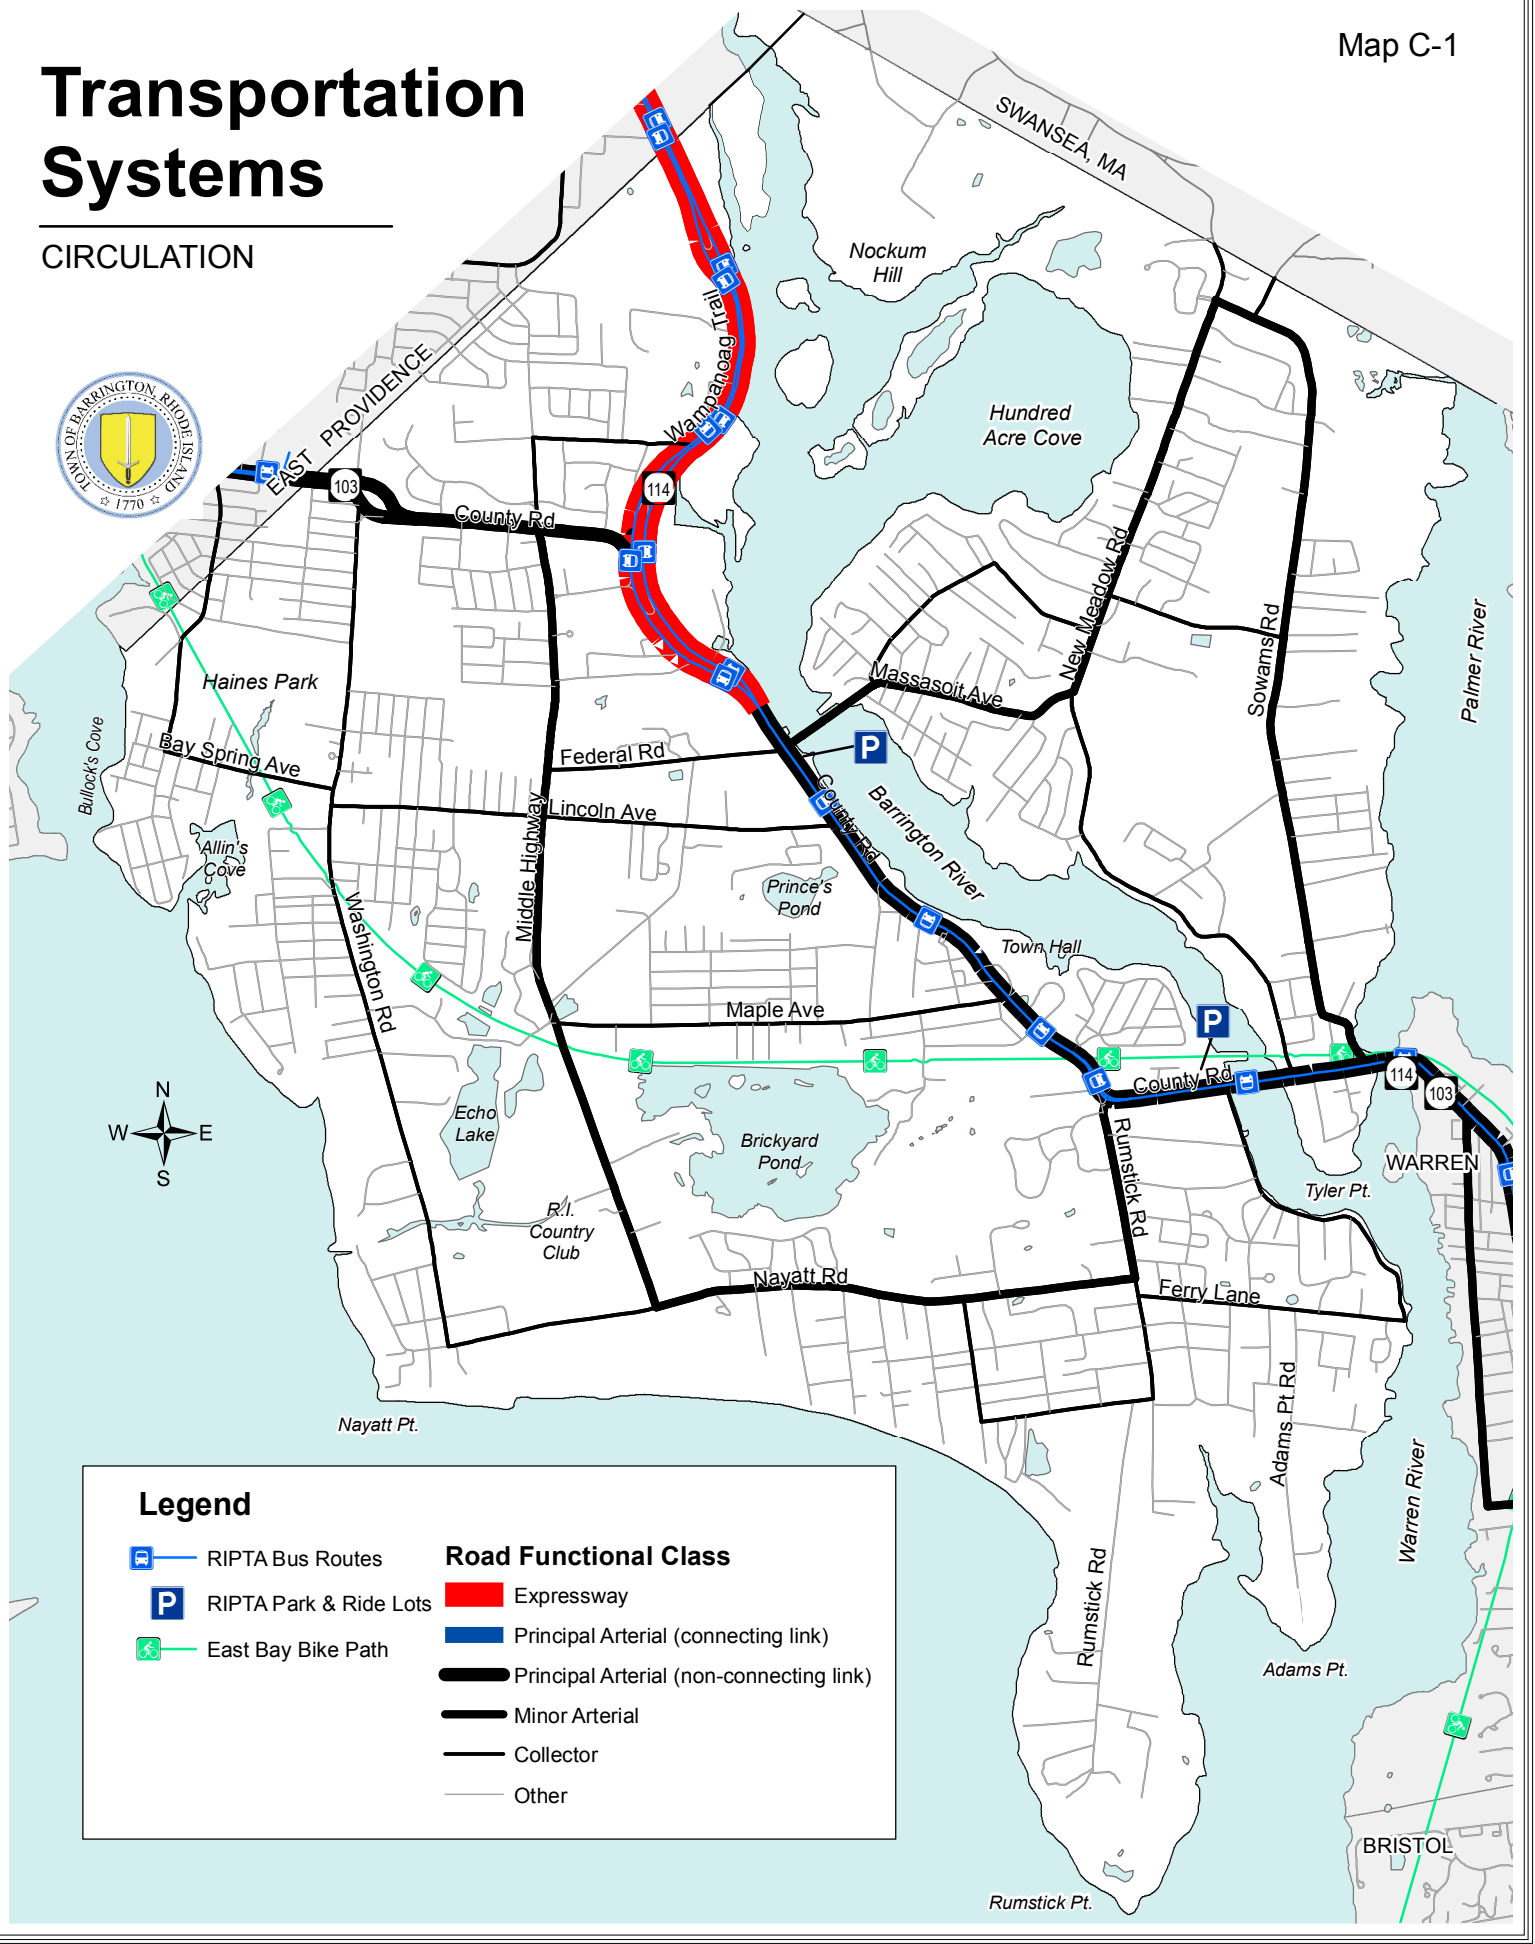 Map C-1
Transportation
Systems
CIRCULATION
SWANSEA, MA
Nockum
Hill
Wampanoag Trail
EAST PROVIDENCE
TOWN OF BARRINGTON, RHODE ISLAND
1770
Hundred
Acre Cove
103
114
County Rd
New Meadow Rd
Sowams Rd
Palmer River
Haines Park
Massasoit Ave
Bullock's Cove
Bay Spring Ave
Federal Rd
P
Lincoln Ave
County Rd
Barrington River
Allin's
Cove
Middle Highway
Prince's
Pond
Washington Rd
Town Hall
Maple Ave
P
County Rd
114
103
N
W
E
S
Echo
Lake
Brickyard
Pond
Rumstick Rd
WARREN
Tyler Pt.
R.I.
Country
Club
Nayatt Rd
Ferry Lane
Adams Pt Rd
Nayatt Pt.
Warren River
Legend
RIPTA Bus Routes
P
RIPTA Park & Ride Lots
East Bay Bike Path
Road Functional Class
Expressway
Principal Arterial (connecting link)
Principal Arterial (non-connecting link)
Minor Arterial
Collector
Other
Rumstick Rd
Adams Pt.
BRISTOL
Rumstick Pt.